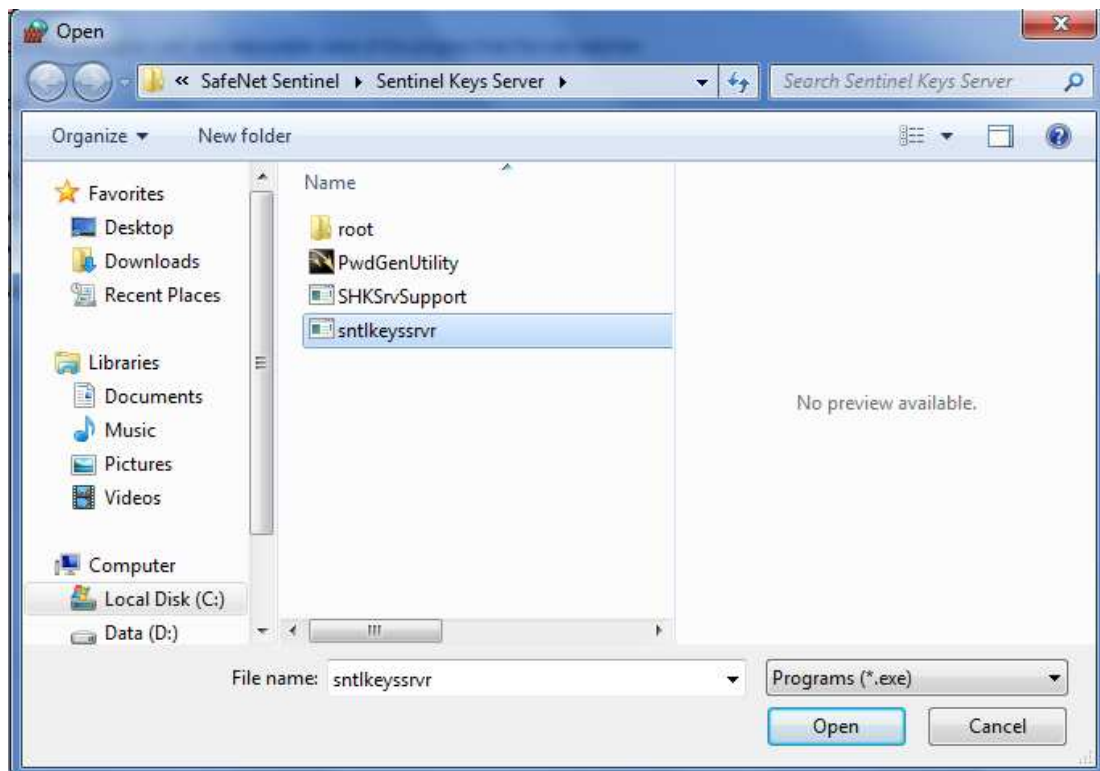 Open
« SafeNet Sentinel Sentinel Keys Server
Search Sentinel Keys Server
Organize New folder
Favorites
Desktop
Downloads
Recent Places
Libraries
Documents
Music
Pictures
Videos
Computer
Local Disk (C:)
Data (D:)
Name
root
PwdGenUtility
SHKSrvSupport
sntlkeyssrvr
No preview available.
File name: sntlkeyssrvr
Programs (*.exe)
Open Cancel